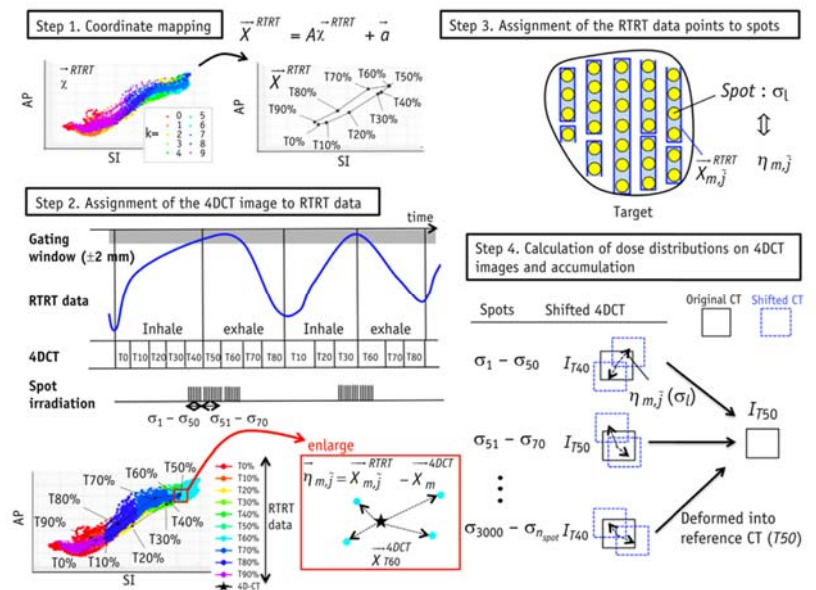 Step 1. Coordinate mapping
X⃗^RTRT = Aχ⃗^RTRT + a⃗
χ⃗^RTRT
AP
SI
k=
0 5
1 6
2 7
3 8
4 9
X⃗^RTRT
AP
SI
T60% T50%
T70%
T80%
T40%
T90%
T30%
T20%
T0% T10%
Step 2. Assignment of the 4DCT image to RTRT data
time
Gating
window (±2 mm)
RTRT data
Inhale exhale Inhale exhale
4DCT
T0 T10 T20 T30 T40 T50 T60 T70 T80 T10 T20 T30 T60 T70 T80
Spot
irradiation
σ1 – σ50 σ51 – σ70
AP
SI
T50%
T60%
T70%
T80%
T90%
T40%
T30%
T20%
T0% T10%
T0%
T10%
T20%
T30%
T40%
T50%
T60%
T70%
T80%
T90%
4D-CT
RTRT
data
enlarge
η⃗ m,j̃ = X⃗^RTRT m,j̃ – X⃗^4DCT m
X⃗^4DCT T60
Step 3. Assignment of the RTRT data points to spots
Spot : σl
⇕
X⃗^RTRT m,j̃ η m,j̃
Target
Step 4. Calculation of dose distributions on 4DCT
images and accumulation
Original CT Shifted CT
Spots Shifted 4DCT
σ1 – σ50 IT40
η m,j̃ (σl)
IT50
σ51 – σ70 IT50
σ3000 – σnspot IT40
Deformed into
reference CT (T50)